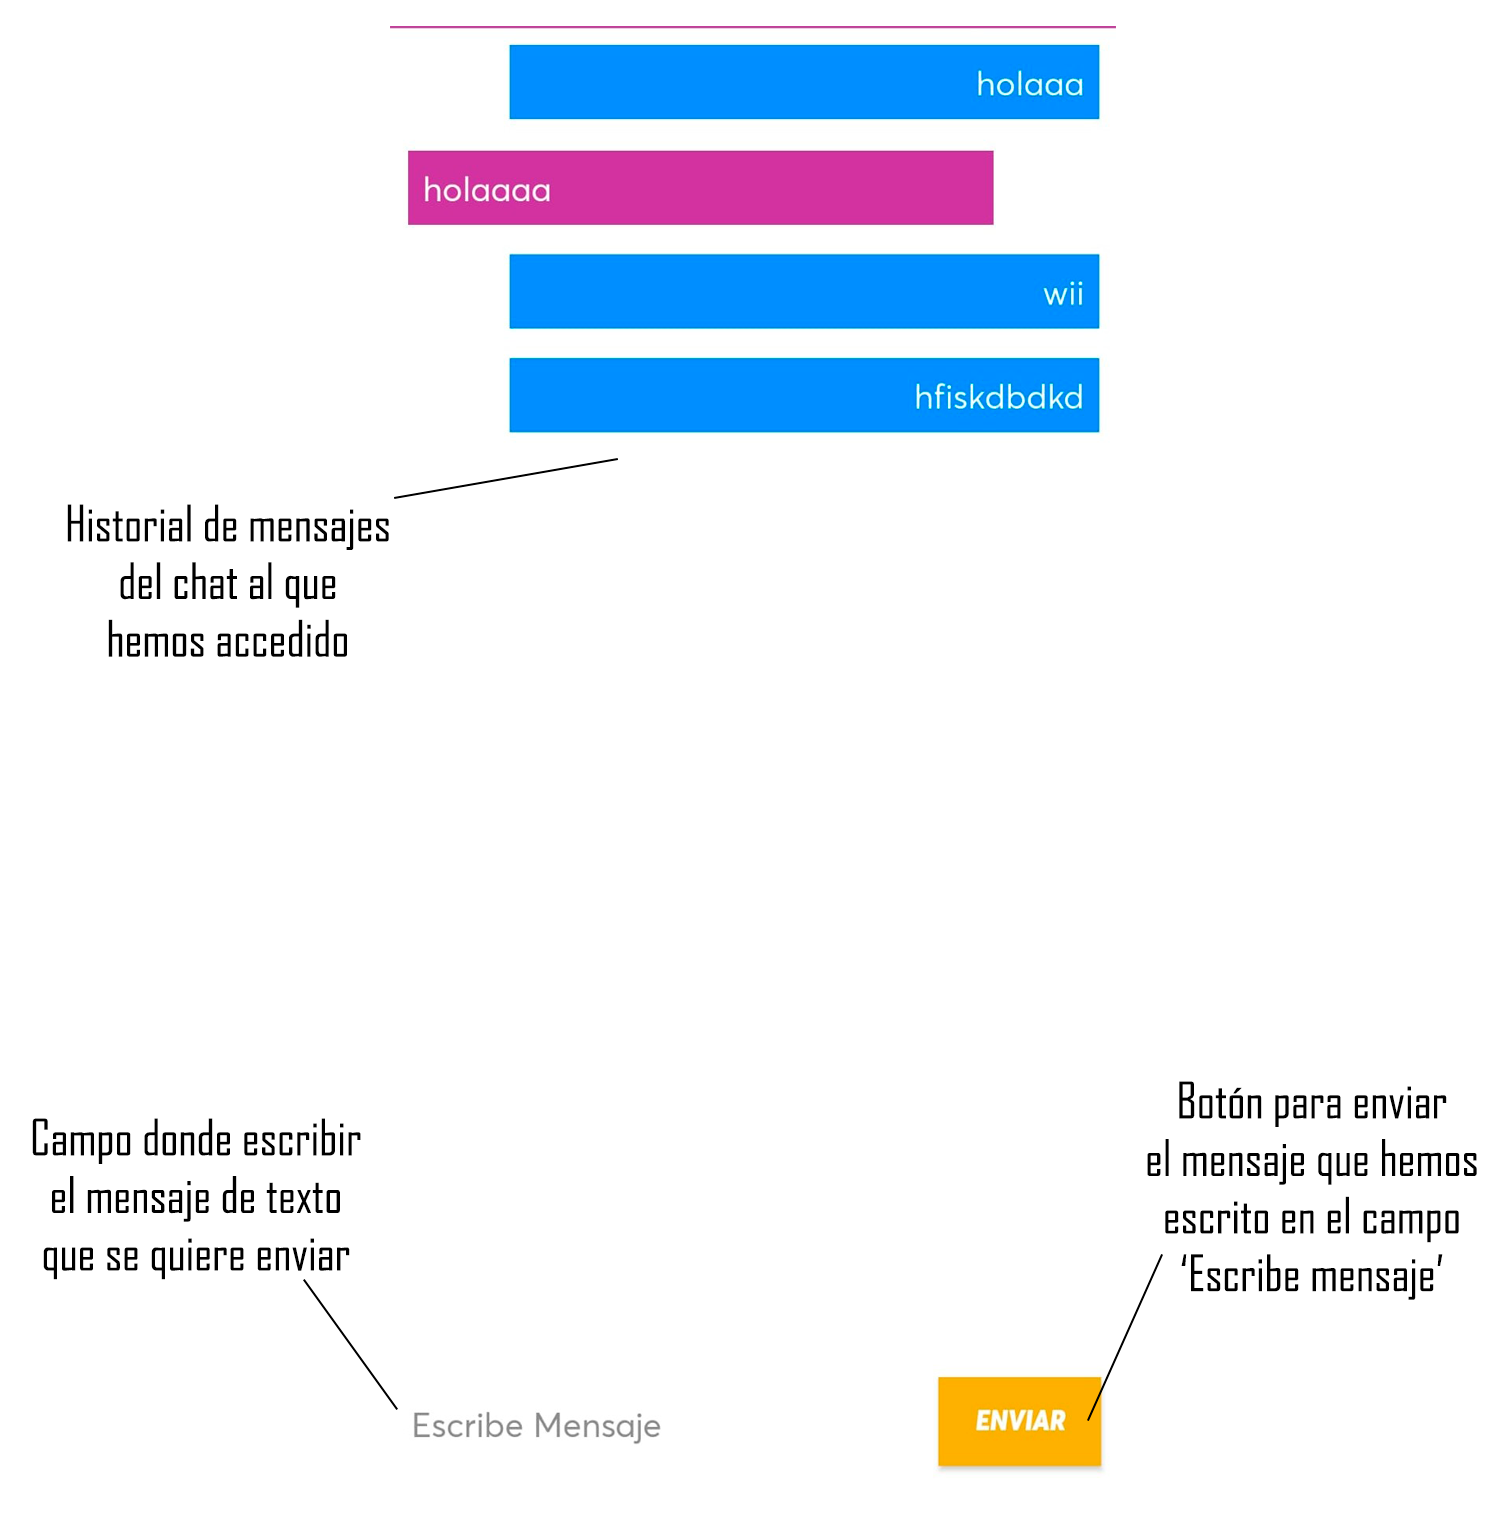 holaaa
holaaaa
wii
hfiskdbdkd
Historial de mensajes
del chat al que
hemos accedido
Campo donde escribir
el mensaje de texto
que se quiere enviar
Botón para enviar
el mensaje que hemos
escrito en el campo
‘Escribe mensaje’
Escribe Mensaje
ENVIAR